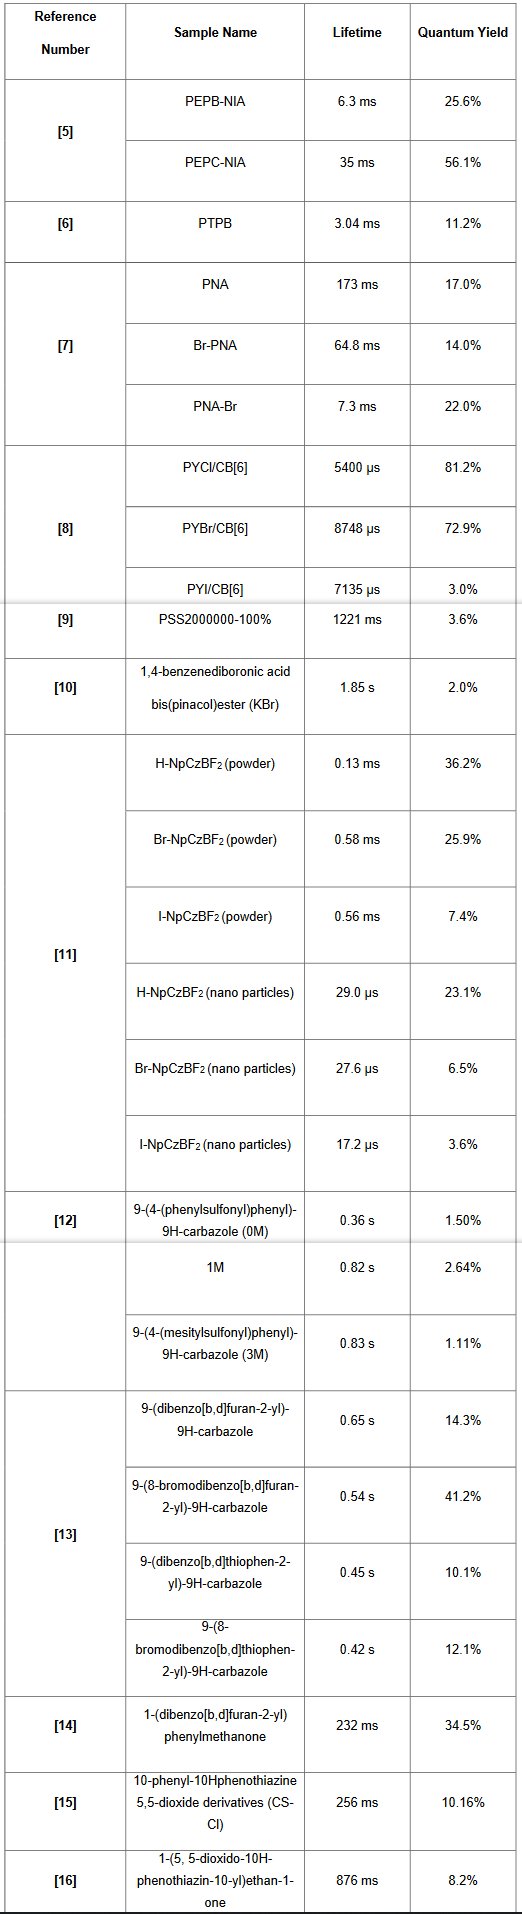 Reference
Number
Sample Name
Lifetime
Quantum Yield
[5]
PEPB-NIA
6.3 ms
25.6%
PEPC-NIA
35 ms
56.1%
[6]
PTPB
3.04 ms
11.2%
[7]
PNA
173 ms
17.0%
Br-PNA
64.8 ms
14.0%
PNA-Br
7.3 ms
22.0%
[8]
PYCl/CB[6]
5400 µs
81.2%
PYBr/CB[6]
8748 µs
72.9%
PYI/CB[6]
7135 µs
3.0%
[9]
PSS2000000-100%
1221 ms
3.6%
[10]
1,4-benzenediboronic acid
bis(pinacol)ester (KBr)
1.85 s
2.0%
[11]
H-NpCzBF2 (powder)
0.13 ms
36.2%
Br-NpCzBF2 (powder)
0.58 ms
25.9%
I-NpCzBF2 (powder)
0.56 ms
7.4%
H-NpCzBF2 (nano particles)
29.0 µs
23.1%
Br-NpCzBF2 (nano particles)
27.6 µs
6.5%
I-NpCzBF2 (nano particles)
17.2 µs
3.6%
[12]
9-(4-(phenylsulfonyl)phenyl)-
9H-carbazole (0M)
0.36 s
1.50%
1M
0.82 s
2.64%
9-(4-(mesitylsulfonyl)phenyl)-
9H-carbazole (3M)
0.83 s
1.11%
[13]
9-(dibenzo[b,d]furan-2-yl)-
9H-carbazole
0.65 s
14.3%
9-(8-bromodibenzo[b,d]furan-
2-yl)-9H-carbazole
0.54 s
41.2%
9-(dibenzo[b,d]thiophen-2-
yl)-9H-carbazole
0.45 s
10.1%
9-(8-
bromodibenzo[b,d]thiophen-
2-yl)-9H-carbazole
0.42 s
12.1%
[14]
1-(dibenzo[b,d]furan-2-yl)
phenylmethanone
232 ms
34.5%
[15]
10-phenyl-10Hphenothiazine
5,5-dioxide derivatives (CS-
Cl)
256 ms
10.16%
[16]
1-(5, 5-dioxido-10H-
phenothiazin-10-yl)ethan-1-
one
876 ms
8.2%